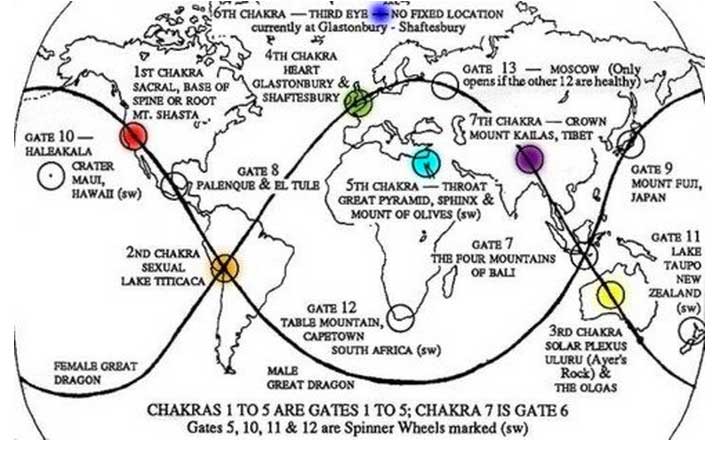 6TH CHAKRA — THIRD EYE — NO FIXED LOCATION
currently at Glastonbury - Shaftesbury
4TH CHAKRA
HEART
GLASTONBURY &
SHAFTESBURY
1ST CHAKRA
SACRAL, BASE OF
SPINE OR ROOT
MT. SHASTA
GATE 13 — MOSCOW (Only
opens if the other 12 are healthy)
7TH CHAKRA — CROWN
MOUNT KAILAS, TIBET
GATE 10 —
HALEAKALA
CRATER
MAUI,
HAWAII (sw)
GATE 8
PALENQUE & EL TULE
5TH CHAKRA — THROAT
GREAT PYRAMID, SPHINX &
MOUNT OF OLIVES (sw)
GATE 9
MOUNT FUJI,
JAPAN
2ND CHAKRA
SEXUAL
LAKE TITICACA
GATE 7
THE FOUR MOUNTAINS
OF BALI
GATE 11
LAKE
TAUPO
NEW
ZEALAND
(sw)
GATE 12
TABLE MOUNTAIN,
CAPETOWN
SOUTH AFRICA (sw)
3RD CHAKRA
SOLAR PLEXUS
ULURU (Ayer's
Rock) &
THE OLGAS
FEMALE GREAT
DRAGON
MALE
GREAT DRAGON
CHAKRAS 1 TO 5 ARE GATES 1 TO 5; CHAKRA 7 IS GATE 6
Gates 5, 10, 11 & 12 are Spinner Wheels marked (sw)